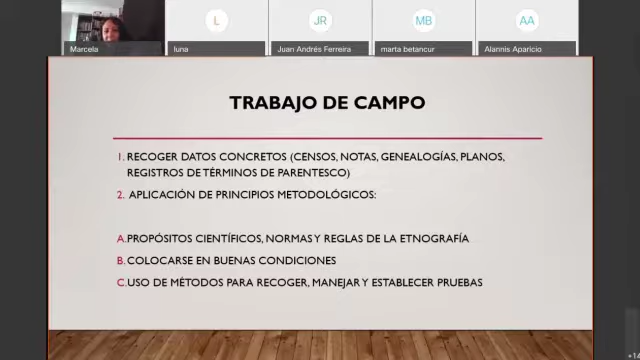 L
JR
MB
AA
Marcela
luna
Juan Andrés Ferreira
marta betancur
Alannis Aparicio
TRABAJO DE CAMPO
1. RECOGER DATOS CONCRETOS (CENSOS, NOTAS, GENEALOGÍAS, PLANOS,
REGISTROS DE TÉRMINOS DE PARENTESCO)
2. APLICACIÓN DE PRINCIPIOS METODOLÓGICOS:
A.PROPÓSITOS CIENTÍFICOS, NORMAS Y REGLAS DE LA ETNOGRAFÍA
B.COLOCARSE EN BUENAS CONDICIONES
C.USO DE MÉTODOS PARA RECOGER, MANEJAR Y ESTABLECER PRUEBAS